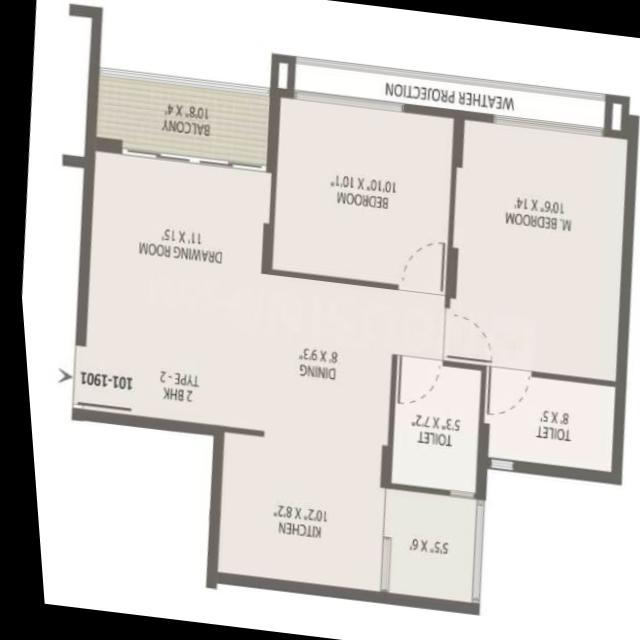 5'5" X 6'
KITCHEN
10'2" X 8'2"
TOILET
8' X 5'
TOILET
5'3" X 7'2"
2 BHK
TYPE - 2
101-1901
DINING
8' X 9'3"
M. BEDROOM
10'6" X 14'
BEDROOM
10'10" X 10'1"
DRAWING ROOM
11' X 15'
BALCONY
10'8" X 4'
WEATHER PROJECTION